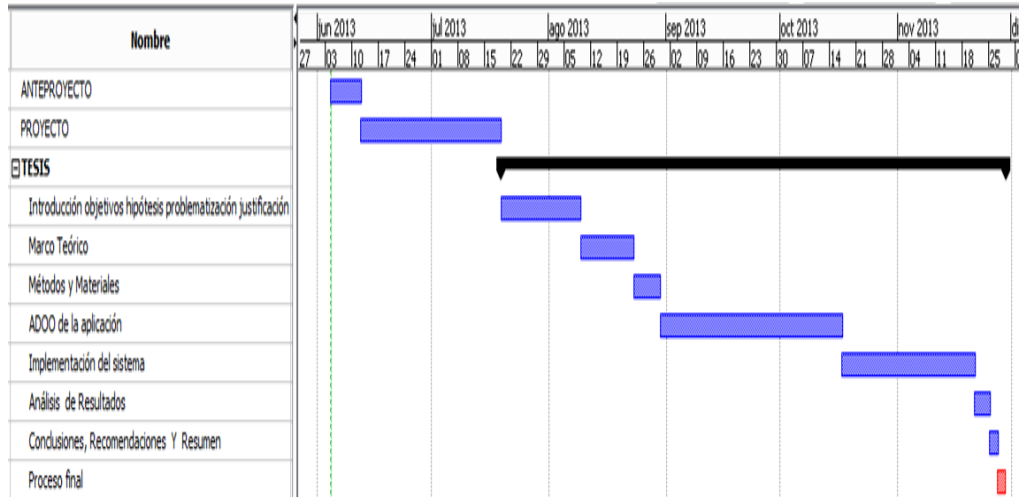 Nombre
jun 2013 jul 2013 ago 2013 sep 2013 oct 2013 nov 2013 di
27 03 10 17 24 01 08 15 22 29 05 12 19 26 02 09 16 23 30 07 14 21 28 04 11 18 25 0
ANTEPROYECTO
PROYECTO
TESIS
Introducción objetivos hipótesis problematización justificación
Marco Teórico
Métodos y Materiales
ADOO de la aplicación
Implementación del sistema
Análisis de Resultados
Conclusiones, Recomendaciones Y Resumen
Proceso final